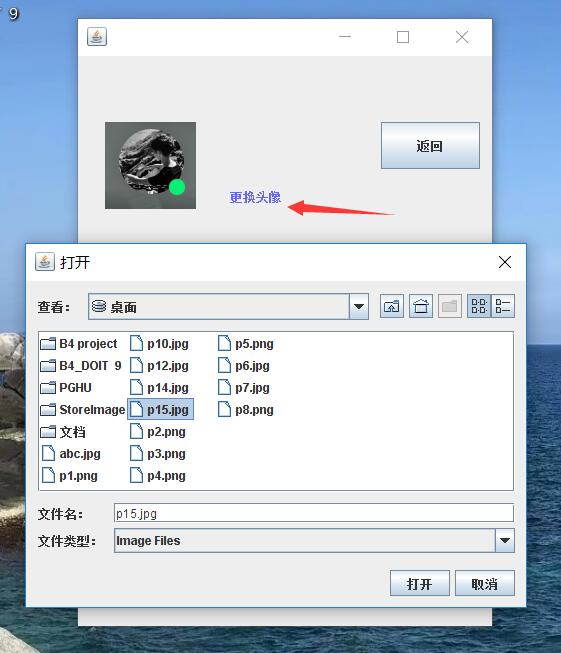 9
返回
更换头像
打开
查看： 桌面
B4 project p10.jpg p5.png
B4_DOIT 9 p12.jpg p6.jpg
PGHU p14.jpg p7.jpg
StoreImage p15.jpg p8.png
文档 p2.png
abc.jpg p3.png
p1.png p4.png
文件名： p15.jpg
文件类型： Image Files
打开 取消